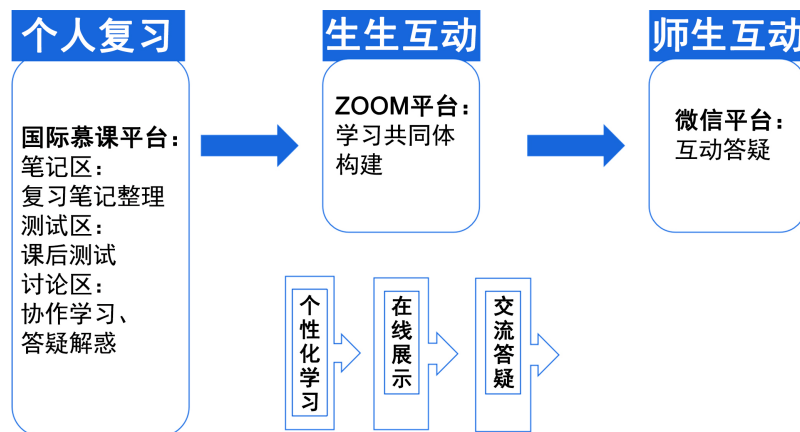 个人复习
国际慕课平台：
笔记区：
复习笔记整理
测试区：
课后测试
讨论区：
协作学习、
答疑解惑
生生互动
ZOOM平台：
学习共同体
构建
师生互动
微信平台：
互动答疑
个性化学习
在线展示
交流答疑